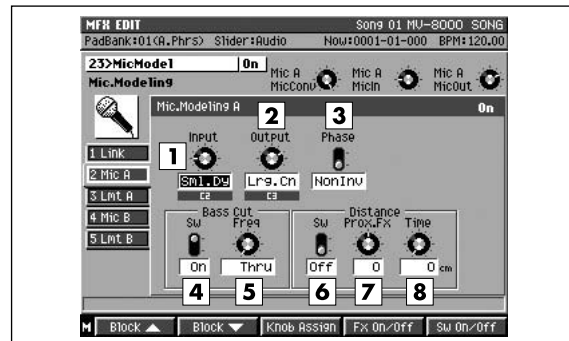 MFX EDIT Song 01 MV-8000 SONG
PadBank:01(A.Phrs) Slider:Audio Now:0001-01-000 BPM:120.00
23>MicModel On
Mic.Modeling
Mic A MicConv
Mic A MicIn
Mic A MicOut
Mic.Modeling A On
2 3
Input Output Phase
1
Sml.Dy Lrg.Cn NonInv
C2 C3
1 Link
2 Mic A
3 Lmt A
4 Mic B
5 Lmt B
Bass Cut
SW Freq
On Thru
4 5
Distance
SW Prox.Fx Time
Off 0 0 cm
6 7 8
M Block ▲ Block ▼ Knob Assign FX On/Off SW On/Off